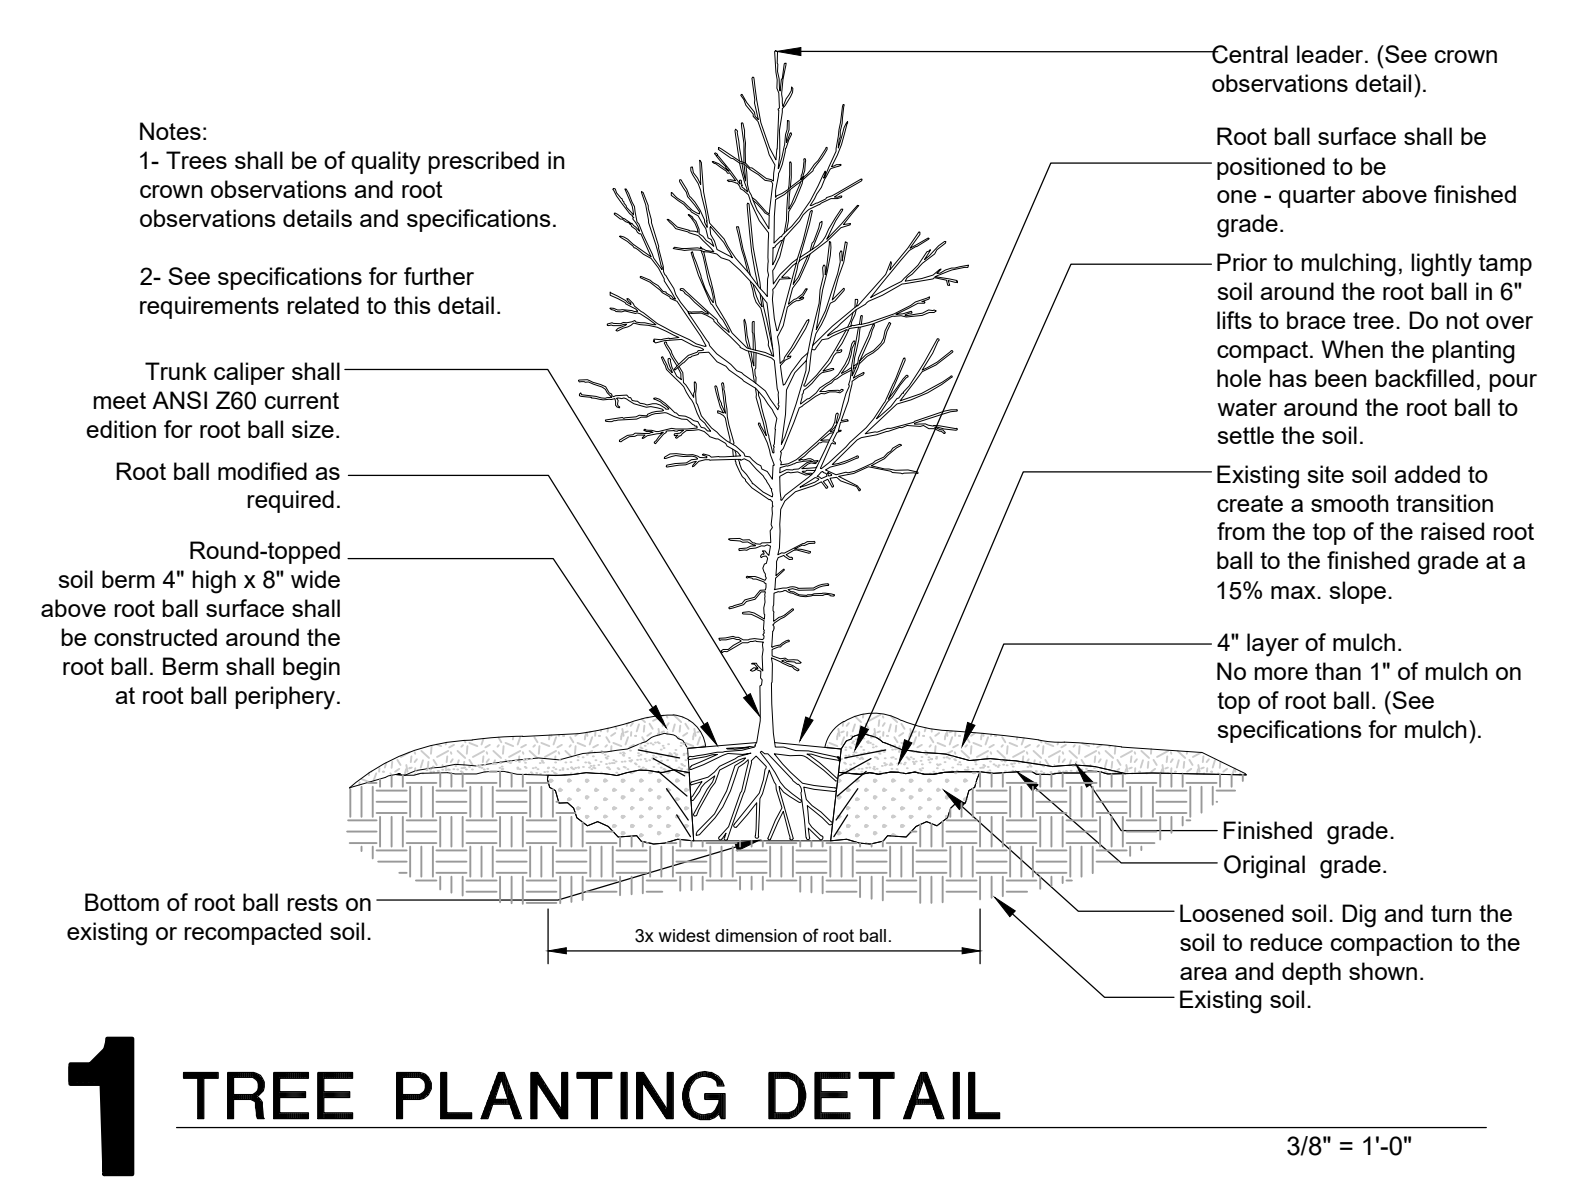 Central leader. (See crown
observations detail).
Notes:
1- Trees shall be of quality prescribed in
crown observations and root
observations details and specifications.
2- See specifications for further
requirements related to this detail.
Root ball surface shall be
positioned to be
one - quarter above finished
grade.
Prior to mulching, lightly tamp
soil around the root ball in 6"
lifts to brace tree. Do not over
compact. When the planting
hole has been backfilled, pour
water around the root ball to
settle the soil.
Trunk caliper shall
meet ANSI Z60 current
edition for root ball size.
Root ball modified as
required.
Round-topped
soil berm 4" high x 8" wide
above root ball surface shall
be constructed around the
root ball. Berm shall begin
at root ball periphery.
Existing site soil added to
create a smooth transition
from the top of the raised root
ball to the finished grade at a
15% max. slope.
4" layer of mulch.
No more than 1" of mulch on
top of root ball. (See
specifications for mulch).
Finished grade.
Original grade.
Bottom of root ball rests on
existing or recompacted soil.
3x widest dimension of root ball.
Loosened soil. Dig and turn the
soil to reduce compaction to the
area and depth shown.
Existing soil.
1 TREE PLANTING DETAIL
3/8" = 1'-0"